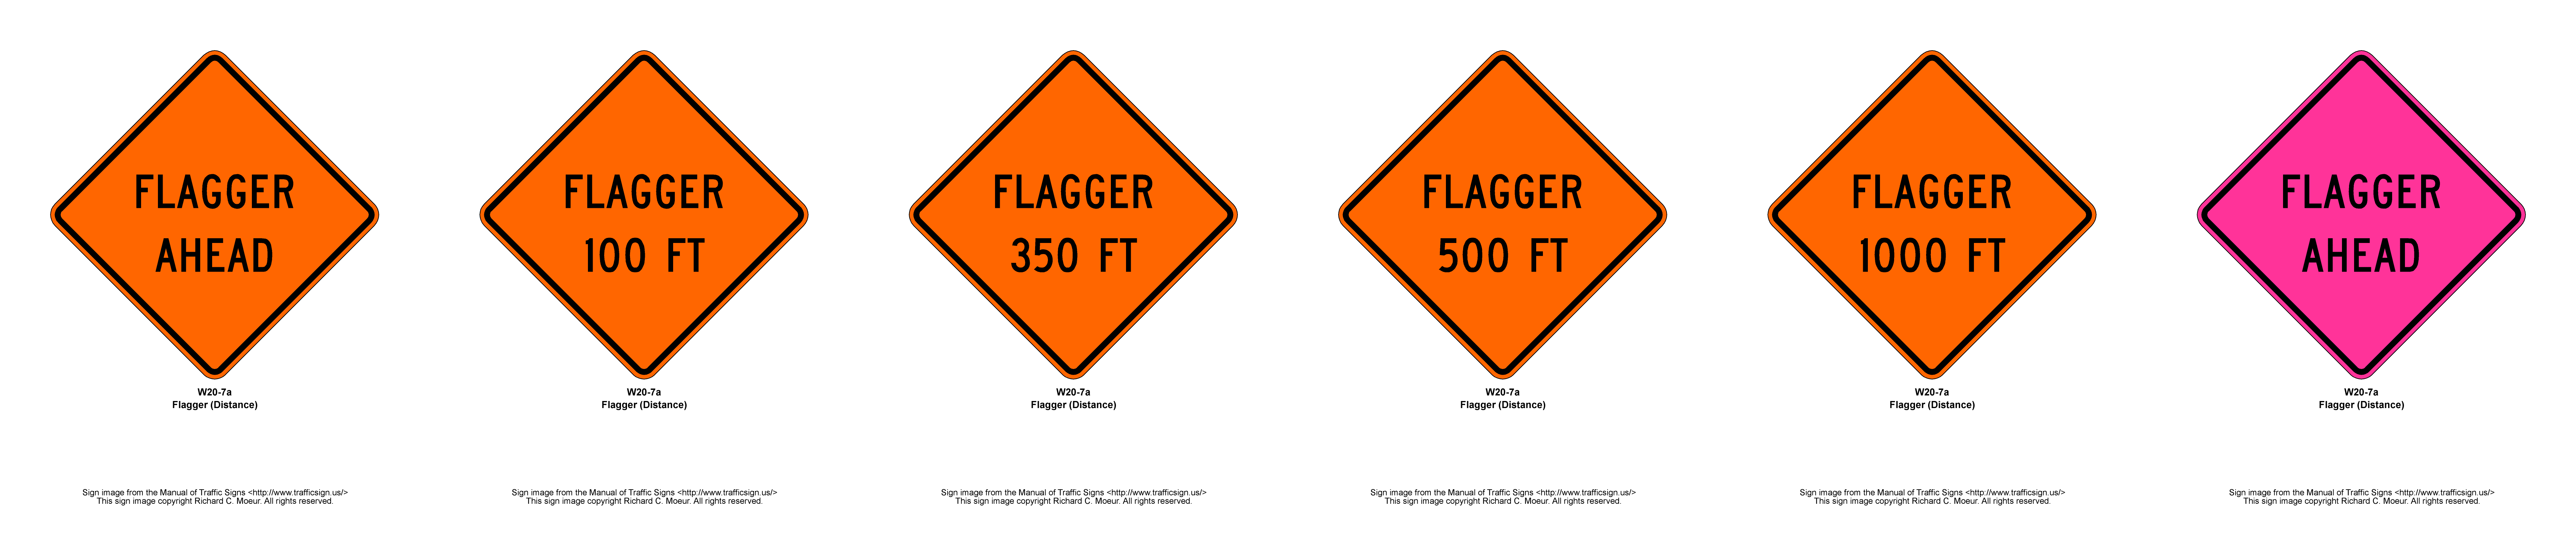 FLAGGER
AHEAD
W20-7a
Flagger (Distance)
Sign image from the Manual of Traffic Signs <http://www.trafficsign.us/>
This sign image copyright Richard C. Moeur. All rights reserved.
FLAGGER
100 FT
W20-7a
Flagger (Distance)
Sign image from the Manual of Traffic Signs <http://www.trafficsign.us/>
This sign image copyright Richard C. Moeur. All rights reserved.
FLAGGER
350 FT
W20-7a
Flagger (Distance)
Sign image from the Manual of Traffic Signs <http://www.trafficsign.us/>
This sign image copyright Richard C. Moeur. All rights reserved.
FLAGGER
500 FT
W20-7a
Flagger (Distance)
Sign image from the Manual of Traffic Signs <http://www.trafficsign.us/>
This sign image copyright Richard C. Moeur. All rights reserved.
FLAGGER
1000 FT
W20-7a
Flagger (Distance)
Sign image from the Manual of Traffic Signs <http://www.trafficsign.us/>
This sign image copyright Richard C. Moeur. All rights reserved.
FLAGGER
AHEAD
W20-7a
Flagger (Distance)
Sign image from the Manual of Traffic Signs <http://www.trafficsign.us/>
This sign image copyright Richard C. Moeur. All rights reserved.